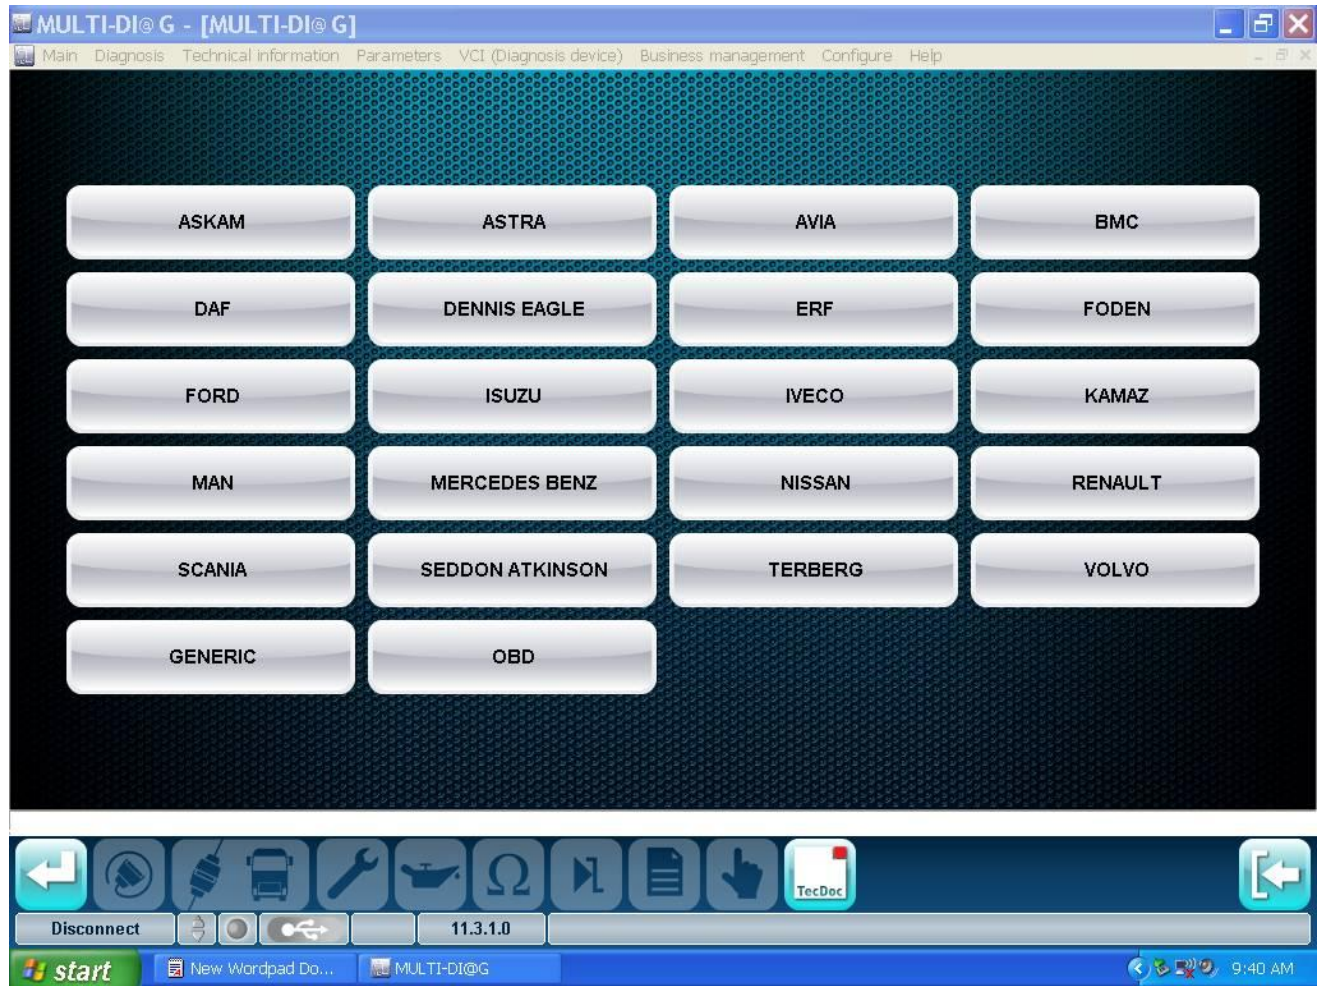 MULTI-DI@G - [MULTI-DI@G]
Main Diagnosis Technical information Parameters VCI (Diagnosis device) Business management Configure Help
ASKAM ASTRA AVIA BMC
DAF DENNIS EAGLE ERF FODEN
FORD ISUZU IVECO KAMAZ
MAN MERCEDES BENZ NISSAN RENAULT
SCANIA SEDDON ATKINSON TERBERG VOLVO
GENERIC OBD
Ω TecDoc
Disconnect 11.3.1.0
start New Wordpad Do... MULTI-DI@G 9:40 AM